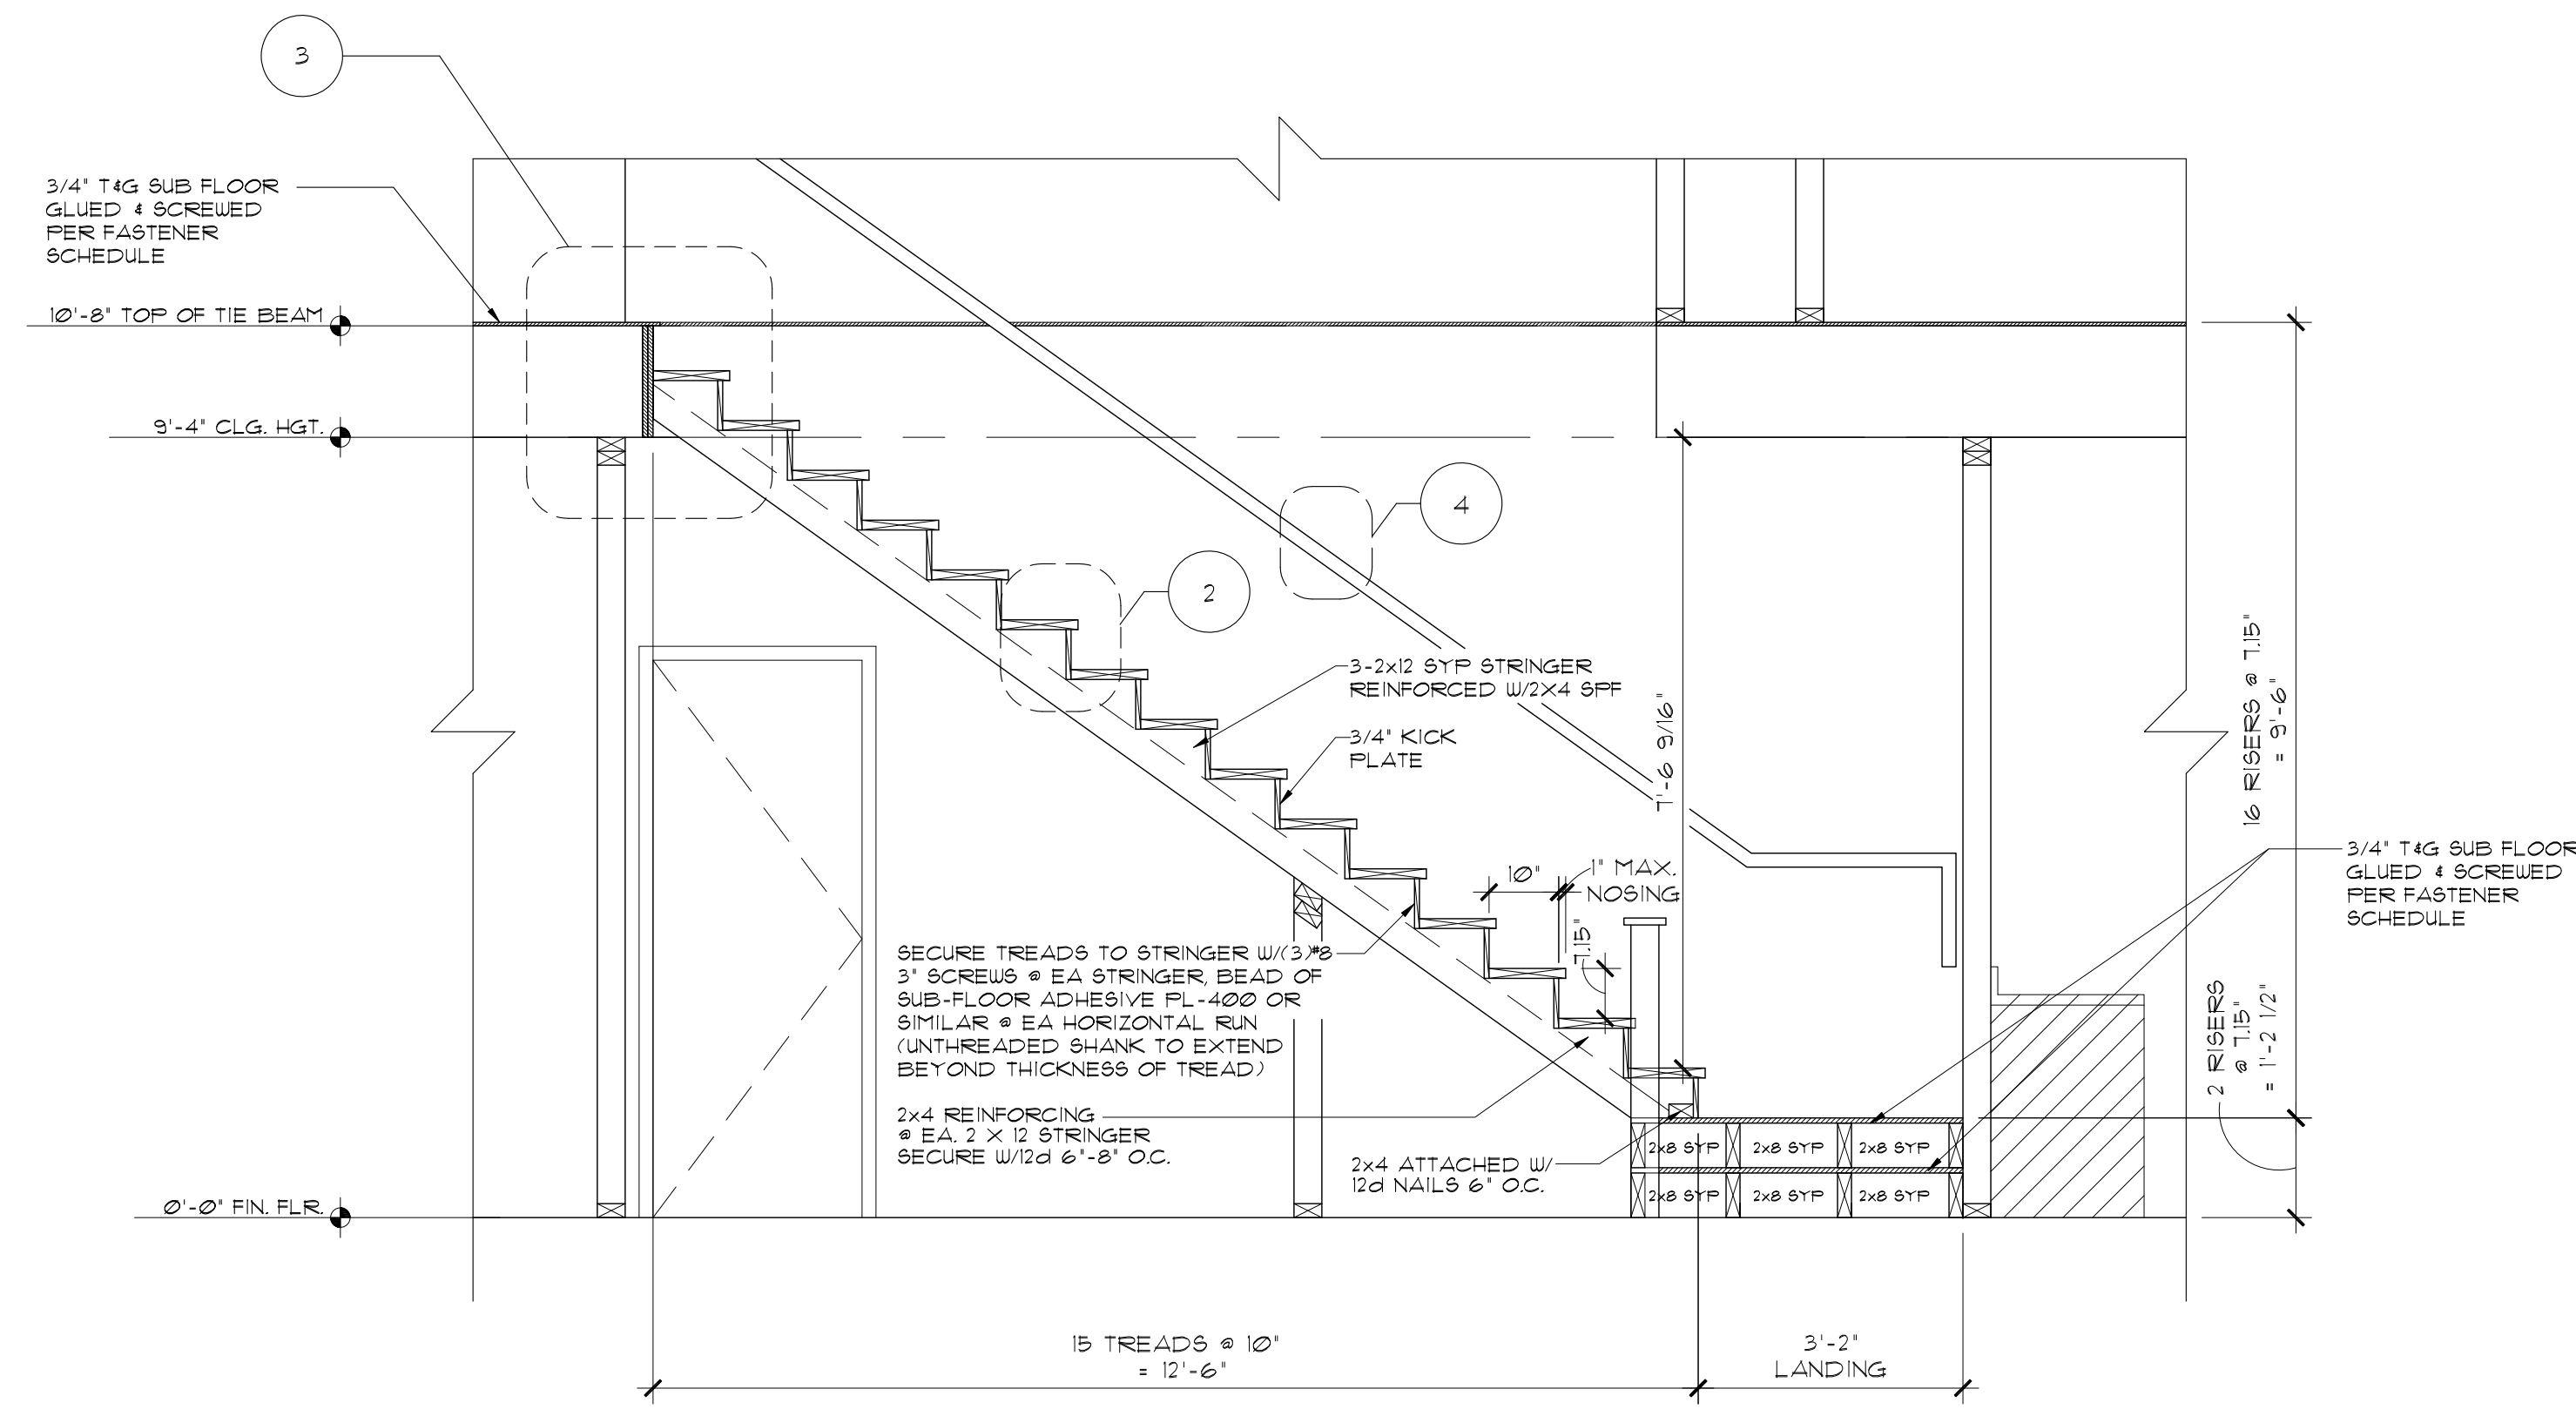 3
3/4" T&G SUB FLOOR
GLUED & SCREWED
PER FASTENER
SCHEDULE
10'-8" TOP OF TIE BEAM
9'-4" CLG. HGT.
4
2
3-2x12 SYP STRINGER
REINFORCED W/2X4 SPF
3/4" KICK
PLATE
7'-6 9/16"
16 RISERS @ 7.15"
= 9'-6"
10"
1" MAX.
NOSING
7.15"
3/4" T&G SUB FLOOR
GLUED & SCREWED
PER FASTENER
SCHEDULE
SECURE TREADS TO STRINGER W/(3)#8
3" SCREWS @ EA STRINGER, BEAD OF
SUB-FLOOR ADHESIVE PL-400 OR
SIMILAR @ EA HORIZONTAL RUN
(UNTHREADED SHANK TO EXTEND
BEYOND THICKNESS OF TREAD)
2x4 REINFORCING
@ EA. 2 X 12 STRINGER
SECURE W/12d 6"-8" O.C.
2x4 ATTACHED W/
12d NAILS 6" O.C.
2 RISERS
@ 7.15"
= 1'-2 1/2"
2x8 SYP 2x8 SYP 2x8 SYP
2x8 SYP 2x8 SYP 2x8 SYP
0'-0" FIN. FLR.
15 TREADS @ 10"
= 12'-6"
3'-2"
LANDING